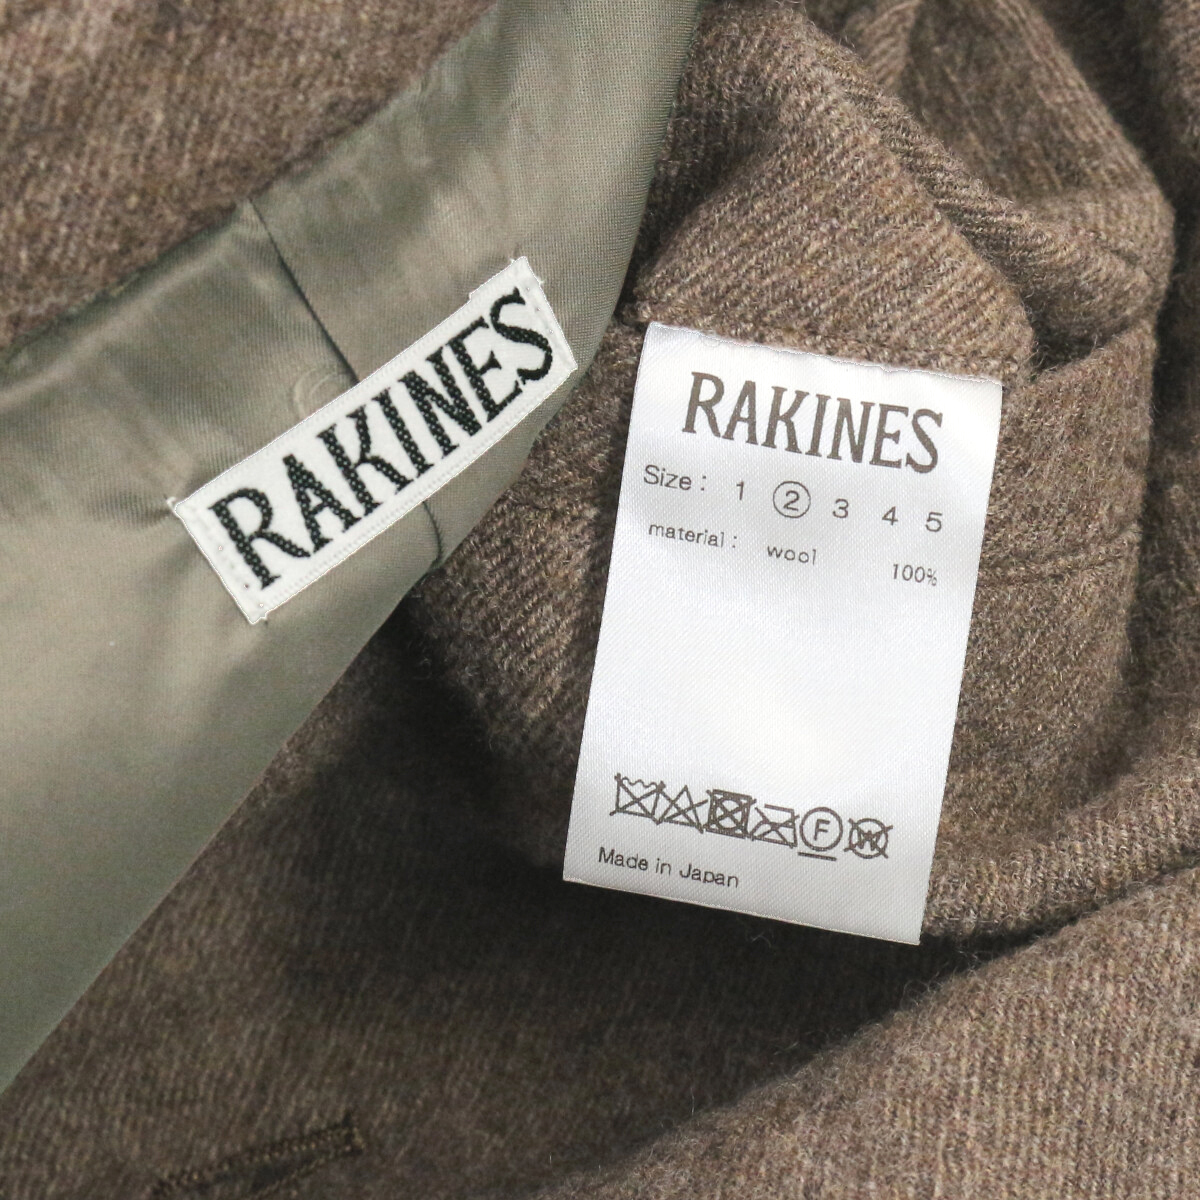 RAKINES
RAKINES
Size: 1 2 3 4 5
material: wool 100%
F W
Made in Japan